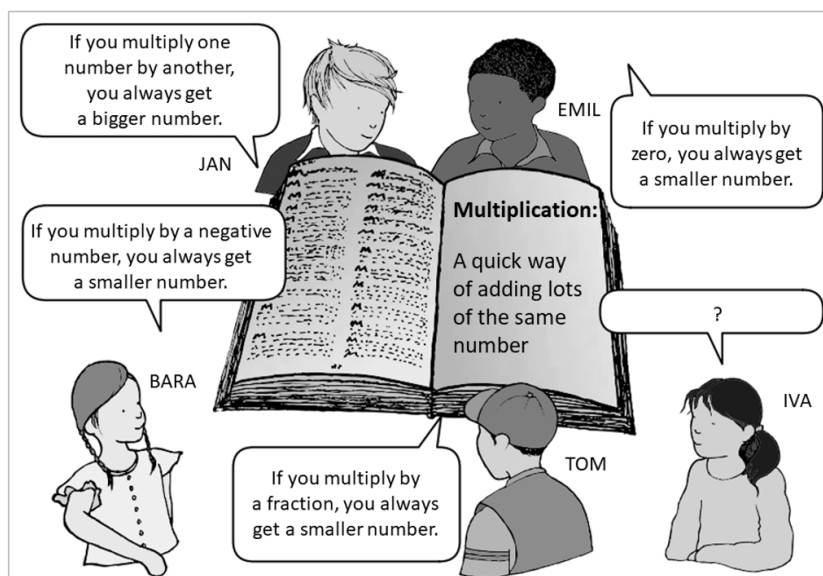 If you multiply one
number by another,
you always get
a bigger number.
JAN
EMIL
If you multiply by
zero, you always get
a smaller number.
If you multiply by a negative
number, you always get
a smaller number.
BARA
Multiplication:
A quick way
of adding lots
of the same
number
?
IVA
If you multiply by
a fraction, you always
get a smaller number.
TOM